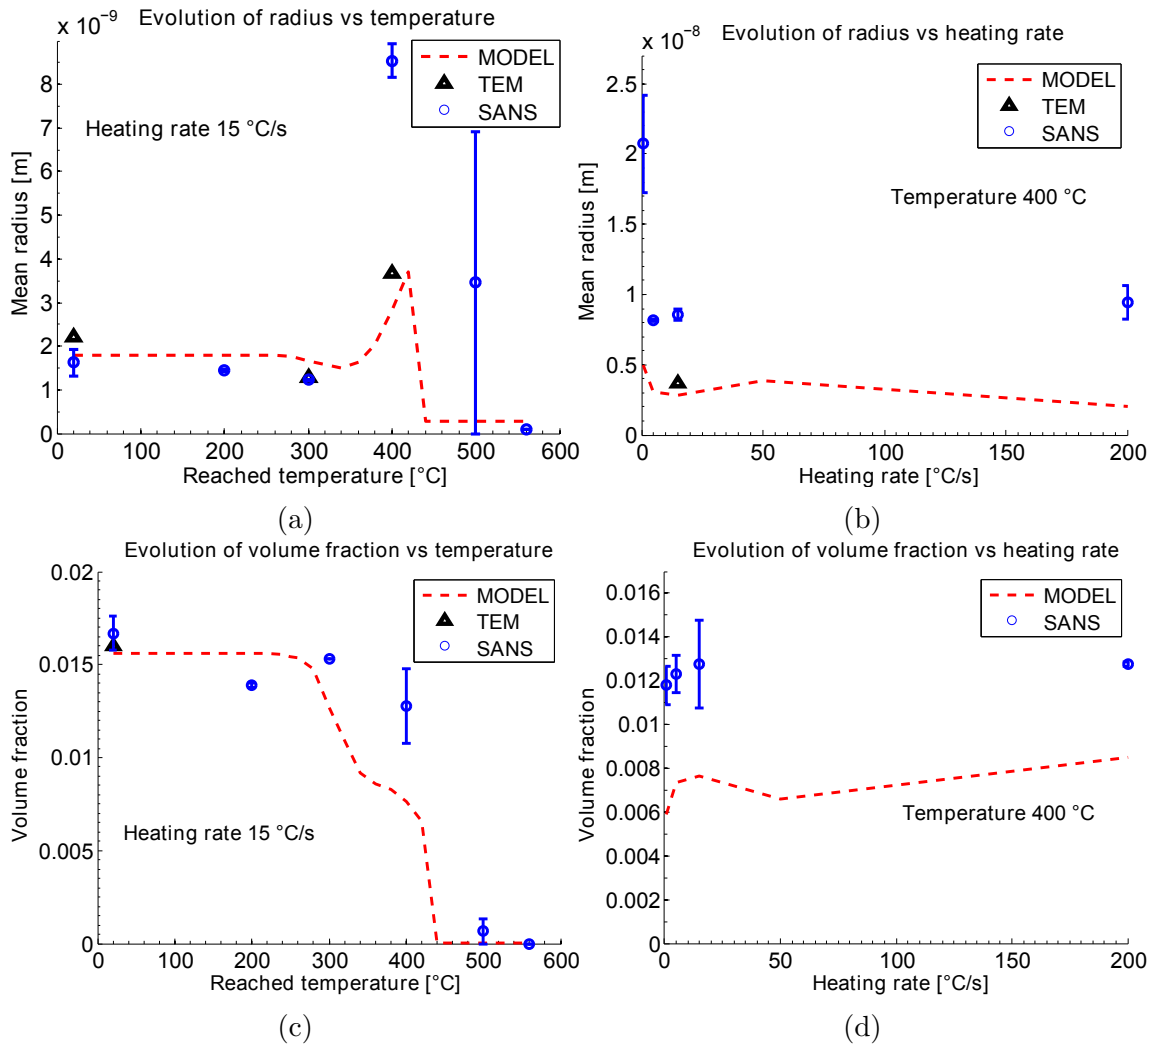 x 10⁻⁹ Evolution of radius vs temperature
9
8
7
6
5
4
3
2
1
0
Mean radius [m]
MODEL
TEM
SANS
Heating rate 15 °C/s
0 100 200 300 400 500 600
Reached temperature [°C]
(a)
x 10⁻⁸ Evolution of radius vs heating rate
2.5
2
1.5
1
0.5
0
Mean radius [m]
MODEL
TEM
SANS
Temperature 400 °C
0 50 100 150 200
Heating rate [°C/s]
(b)
Evolution of volume fraction vs temperature
0.02
0.015
0.01
0.005
0
Volume fraction
MODEL
TEM
SANS
Heating rate 15 °C/s
0 100 200 300 400 500 600
Reached temperature [°C]
(c)
Evolution of volume fraction vs heating rate
0.016
0.014
0.012
0.01
0.008
0.006
0.004
0.002
0
Volume fraction
MODEL
SANS
Temperature 400 °C
0 50 100 150 200
Heating rate [°C/s]
(d)